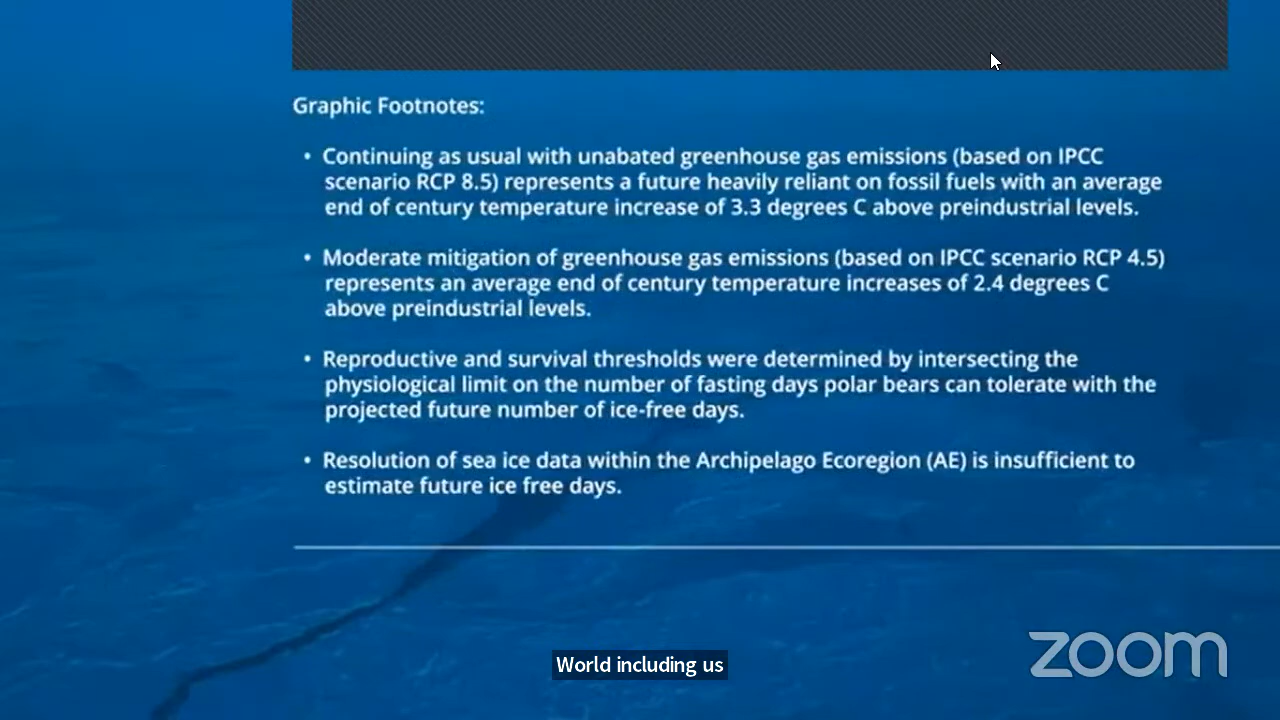 Graphic Footnotes:
• Continuing as usual with unabated greenhouse gas emissions (based on IPCC
scenario RCP 8.5) represents a future heavily reliant on fossil fuels with an average
end of century temperature increase of 3.3 degrees C above preindustrial levels.
• Moderate mitigation of greenhouse gas emissions (based on IPCC scenario RCP 4.5)
represents an average end of century temperature increases of 2.4 degrees C
above preindustrial levels.
• Reproductive and survival thresholds were determined by intersecting the
physiological limit on the number of fasting days polar bears can tolerate with the
projected future number of ice-free days.
• Resolution of sea ice data within the Archipelago Ecoregion (AE) is insufficient to
estimate future ice free days.
World including us
zoom